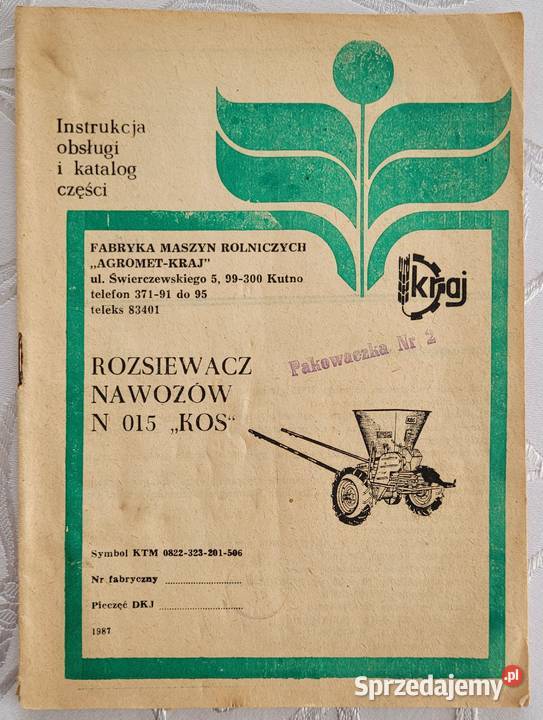 Instrukcja
obsługi
i katalog
części
FABRYKA MASZYN ROLNICZYCH
„AGROMET-KRAJ"
ul. Świerczewskiego 5, 99-300 Kutno
telefon 371-91 do 95
teleks 83401
kraj
Pakowaczka Nr 2
ROZSIEWACZ
NAWOZÓW
N 015 „KOS"
KOS
Symbol KTM 0822-323-201-506
Nr fabryczny ........................
Pieczęć DKJ ........................
1987
Sprzedajemy.pl